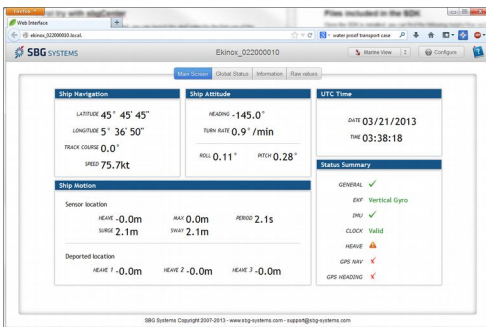 Firefox
Web Interface
ekinox_022000010.local.
water proof transport case
SBG SYSTEMS
Ekinox_022000010
Marine View
Configure
Main Screen Global Status Information Raw values
Ship Navigation
LATITUDE 45° 45' 45"
LONGITUDE 5° 36' 50"
TRACK COURSE 0.0°
SPEED 75.7kt
Ship Attitude
HEADING -145.0°
TURN RATE 0.9°/min
ROLL 0.11° PITCH 0.28°
UTC Time
DATE 03/21/2013
TIME 03:38:18
Ship Motion
Sensor location
HEAVE -0.0m MAX 0.0m PERIOD 2.1s
SURGE 2.1m SWAY 2.1m
Deported location
HEAVE 1 -0.0m HEAVE 2 -0.0m HEAVE 3 -0.0m
Status Summary
GENERAL
EKF Vertical Gyro
IMU
CLOCK Valid
HEAVE
GPS NAV
GPS HEADING
SBG Systems Copyright 2007-2013 - www.sbg-systems.com - support@sbg-systems.com